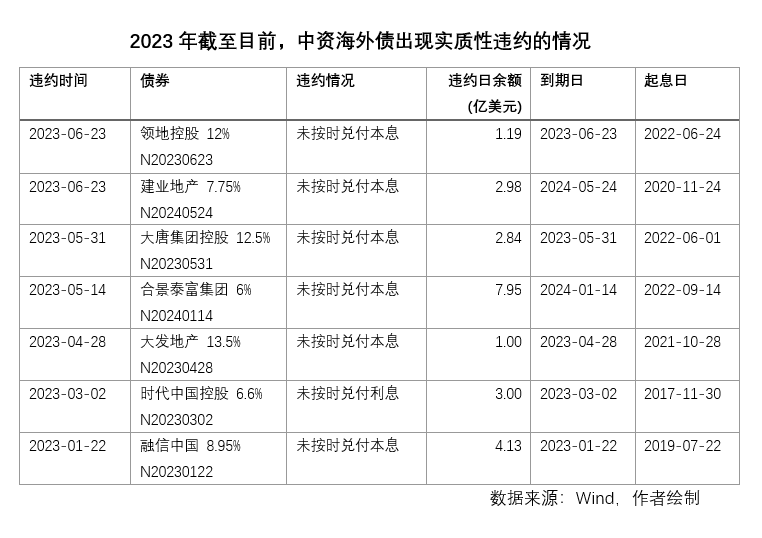 2023 年截至目前，中资海外债出现实质性违约的情况
违约时间 债券 违约情况 违约日余额 到期日 起息日
(亿美元)
2023-06-23 领地控股 12% 未按时兑付本息 1.19 2023-06-23 2022-06-24
N20230623
2023-06-23 建业地产 7.75% 未按时兑付本息 2.98 2024-05-24 2020-11-24
N20240524
2023-05-31 大唐集团控股 12.5% 未按时兑付本息 2.84 2023-05-31 2022-06-01
N20230531
2023-05-14 合景泰富集团 6% 未按时兑付本息 7.95 2024-01-14 2022-09-14
N20240114
2023-04-28 大发地产 13.5% 未按时兑付本息 1.00 2023-04-28 2021-10-28
N20230428
2023-03-02 时代中国控股 6.6% 未按时兑付利息 3.00 2023-03-02 2017-11-30
N20230302
2023-01-22 融信中国 8.95% 未按时兑付本息 4.13 2023-01-22 2019-07-22
N20230122
数据来源：Wind，作者绘制